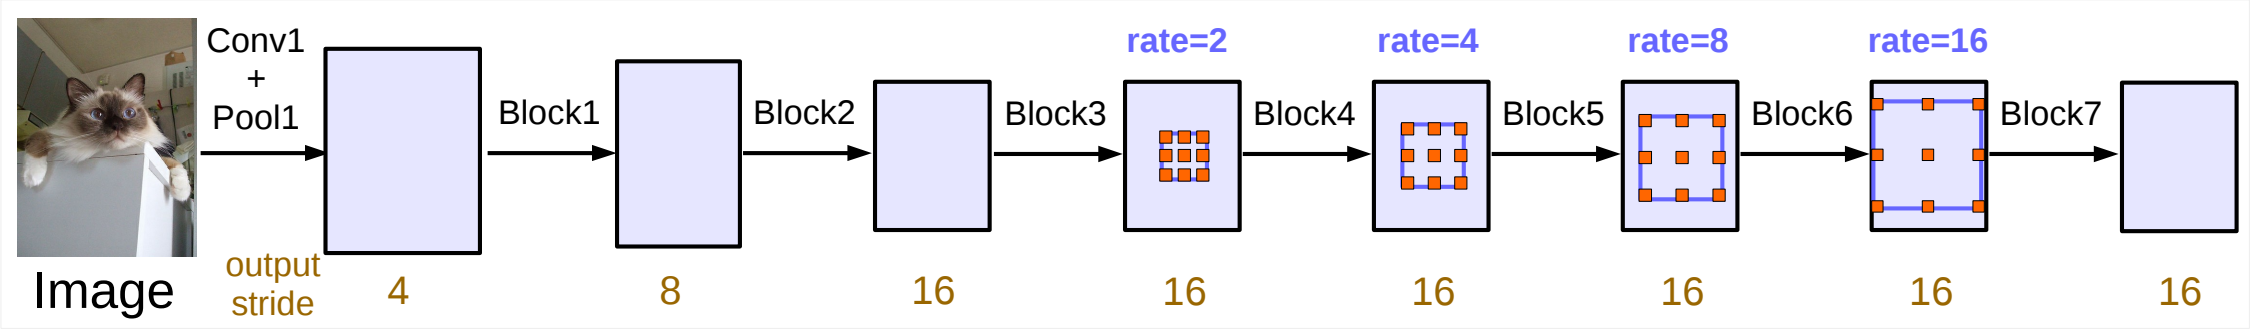 Conv1
+
Pool1
Block1
Block2
Block3
rate=2
Block4
rate=4
Block5
rate=8
Block6
rate=16
Block7
Image
output
stride
4
8
16
16
16
16
16
16